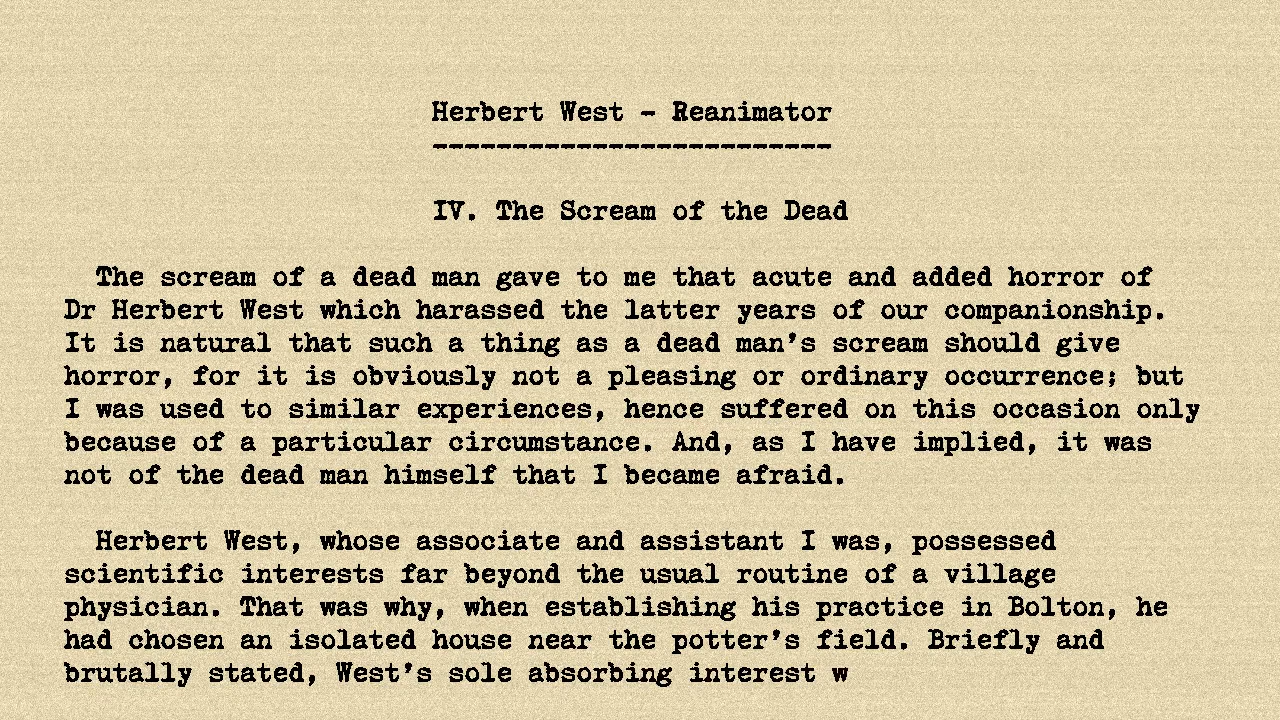 Herbert West - Reanimator
-------------------------
IV. The Scream of the Dead
The scream of a dead man gave to me that acute and added horror of
Dr Herbert West which harassed the latter years of our companionship.
It is natural that such a thing as a dead man's scream should give
horror, for it is obviously not a pleasing or ordinary occurrence; but
I was used to similar experiences, hence suffered on this occasion only
because of a particular circumstance. And, as I have implied, it was
not of the dead man himself that I became afraid.
Herbert West, whose associate and assistant I was, possessed
scientific interests far beyond the usual routine of a village
physician. That was why, when establishing his practice in Bolton, he
had chosen an isolated house near the potter's field. Briefly and
brutally stated, West's sole absorbing interest w